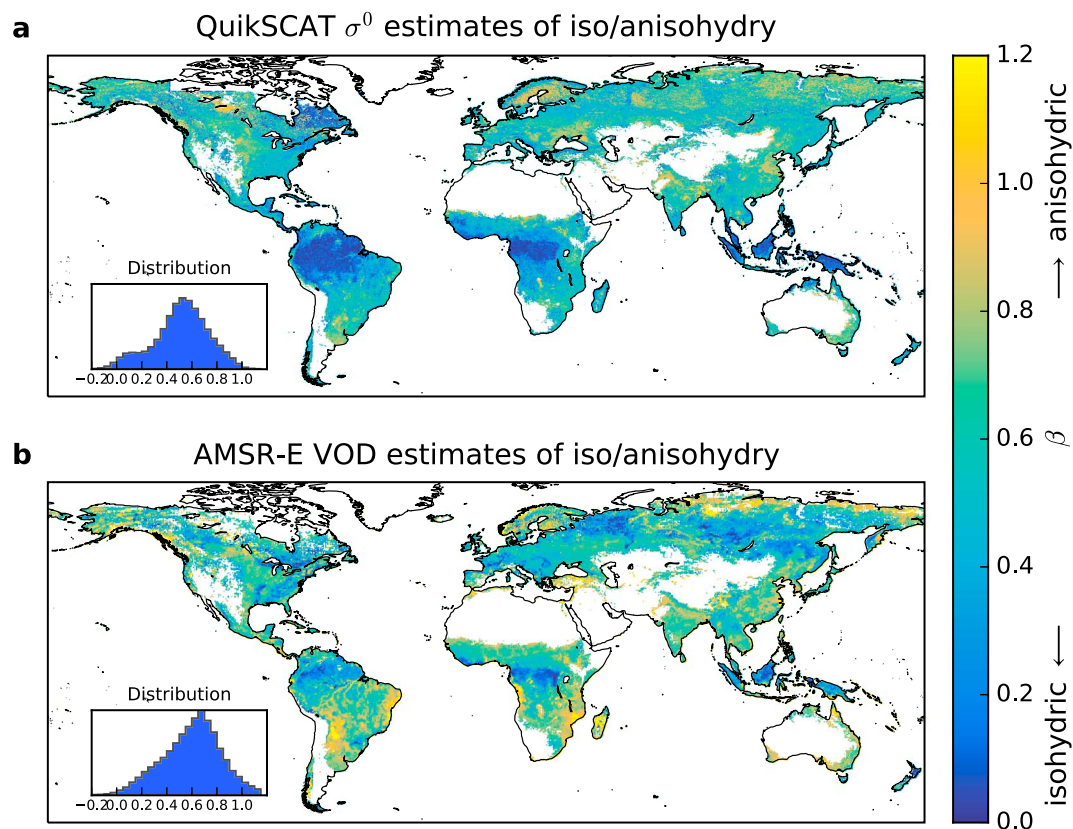 a
QuikSCAT σ⁰ estimates of iso/anisohydry
Distribution
−0.2 0.0 0.2 0.4 0.6 0.8 1.0
b
AMSR-E VOD estimates of iso/anisohydry
Distribution
−0.2 0.0 0.2 0.4 0.6 0.8 1.0
1.2
1.0
0.8
0.6
0.4
0.2
0.0
→ anisohydric
β
isohydric ←